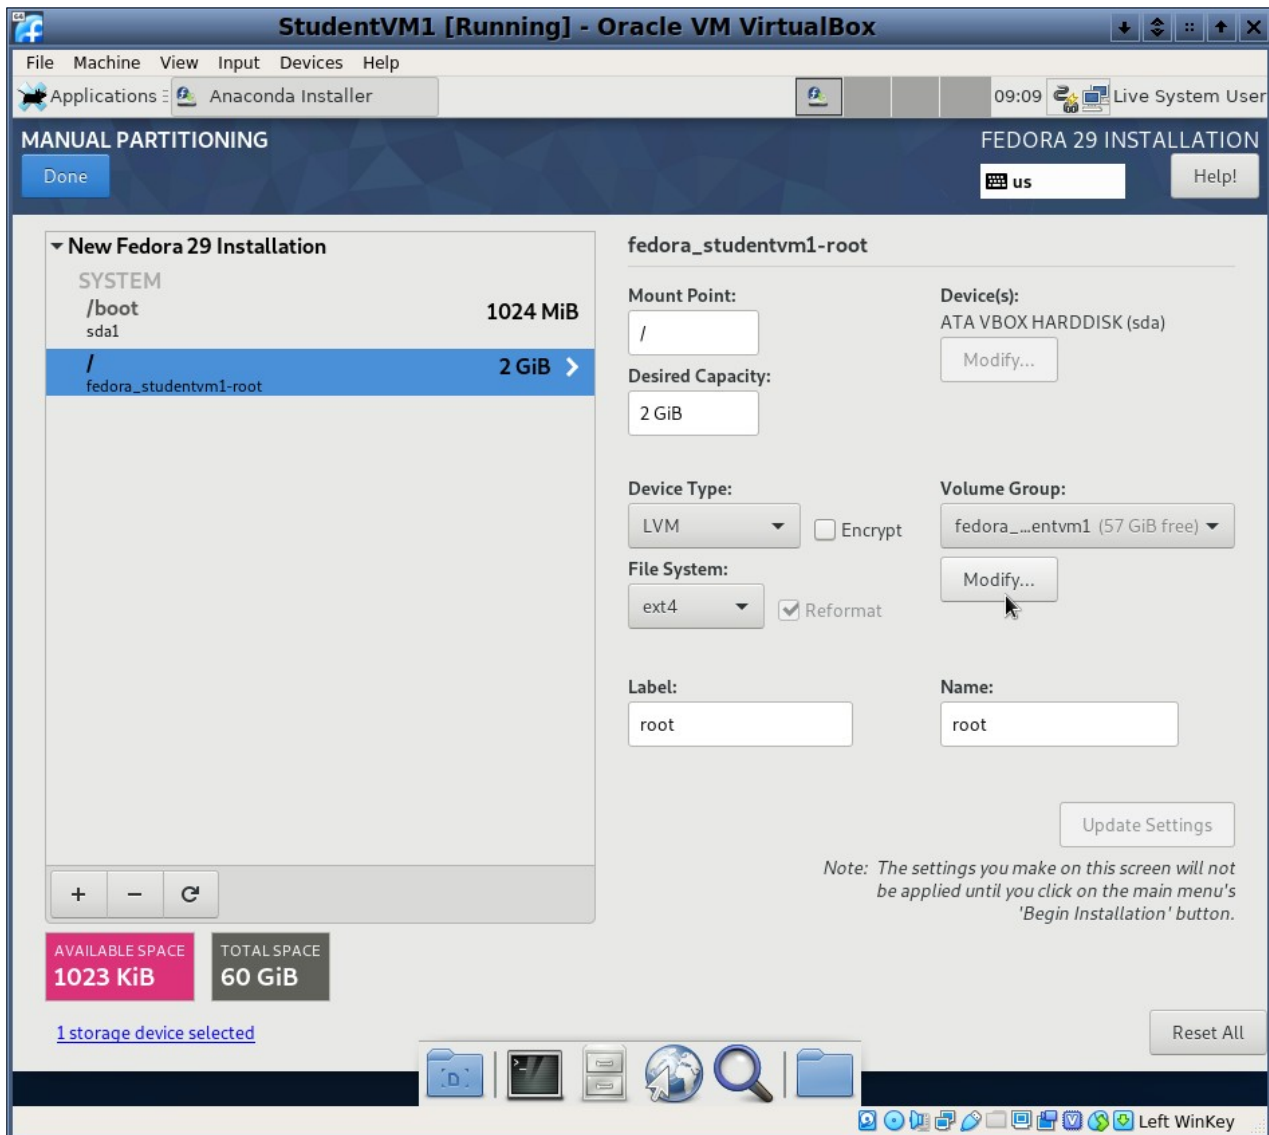 StudentVM1 [Running] - Oracle VM VirtualBox
File Machine View Input Devices Help
Applications Anaconda Installer 09:09 Live System User
MANUAL PARTITIONING
FEDORA 29 INSTALLATION
Done
us
Help!
New Fedora 29 Installation
SYSTEM
/boot 1024 MiB
sda1
/ 2 GiB
fedora_studentvm1-root
+ −
AVAILABLE SPACE
1023 KiB
TOTAL SPACE
60 GiB
1 storage device selected
fedora_studentvm1-root
Mount Point:
/
Desired Capacity:
2 GiB
Device(s):
ATA VBOX HARDDISK (sda)
Modify...
Device Type:
LVM
Encrypt
Volume Group:
fedora_...entvm1 (57 GiB free)
Modify...
File System:
ext4
Reformat
Label:
root
Name:
root
Update Settings
Note: The settings you make on this screen will not
be applied until you click on the main menu's
'Begin Installation' button.
Reset All
Left WinKey